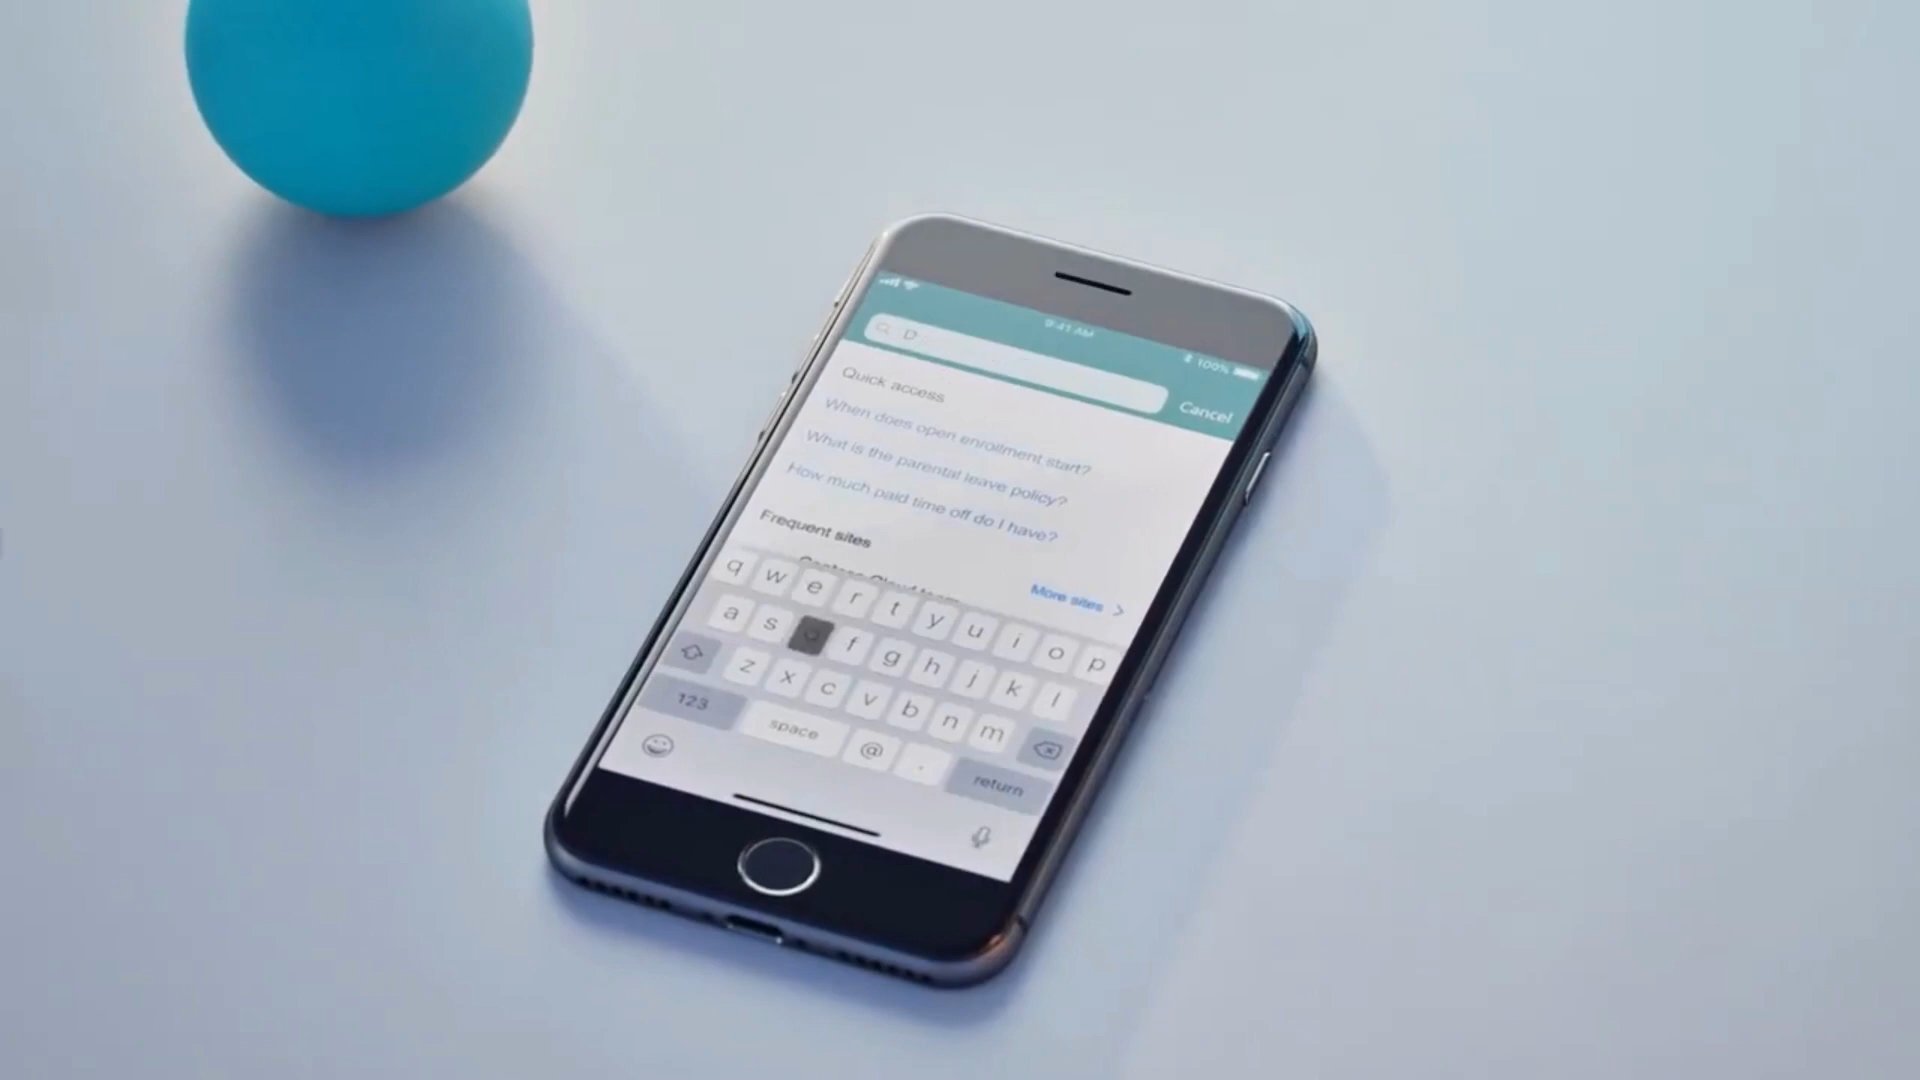 9:41 AM
100%
D
Cancel
Quick access
When does open enrollment start?
What is the parental leave policy?
How much paid time off do I have?
Frequent sites
More sites
q w e r t y u i o p
a s f g h j k l
z x c v b n m
123 space @ . return